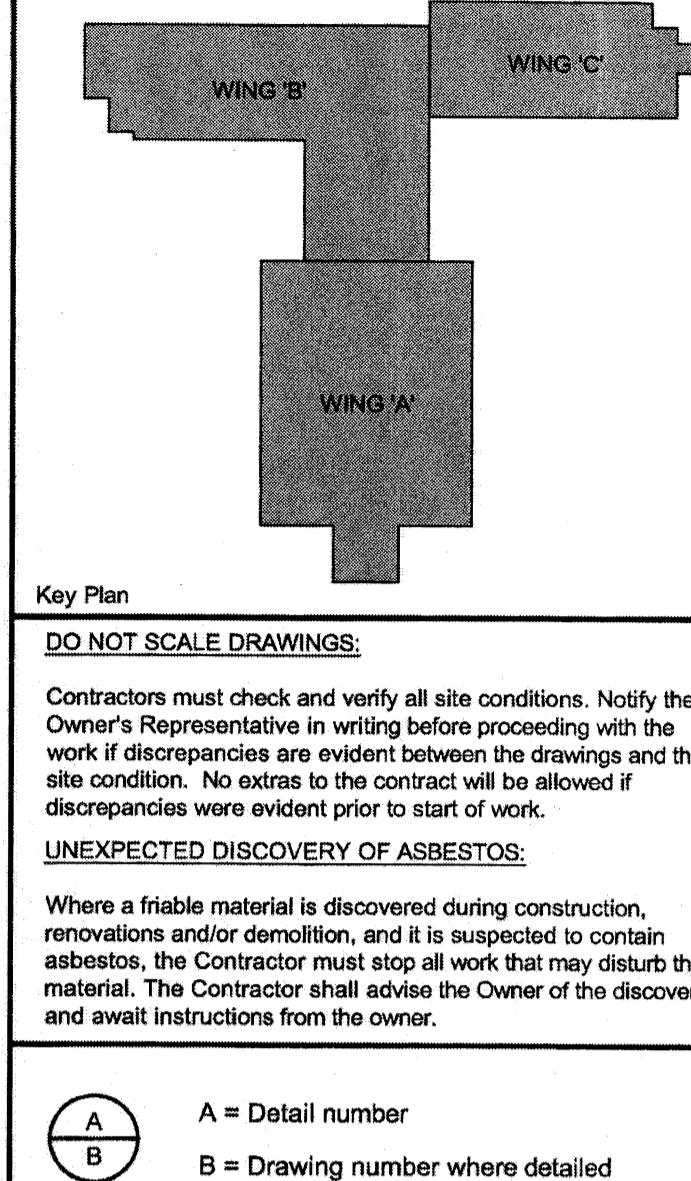 WING 'B'
WING 'C'
WING 'A'
Key Plan
DO NOT SCALE DRAWINGS:
Contractors must check and verify all site conditions. Notify the
Owner's Representative in writing before proceeding with the
work if discrepancies are evident between the drawings and th
site condition. No extras to the contract will be allowed if
discrepancies were evident prior to start of work.
UNEXPECTED DISCOVERY OF ASBESTOS:
Where a friable material is discovered during construction,
renovations and/or demolition, and it is suspected to contain
asbestos, the Contractor must stop all work that may disturb th
material. The Contractor shall advise the Owner of the discover
and await instructions from the owner.
A
B
A = Detail number
B = Drawing number where detailed